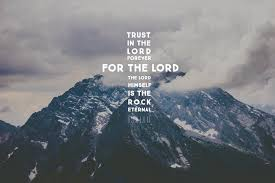 TRUST
IN THE
LORD
FOREVER
FOR THE LORD
THE LORD
HIMSELF
IS THE
ROCK
ETERNAL